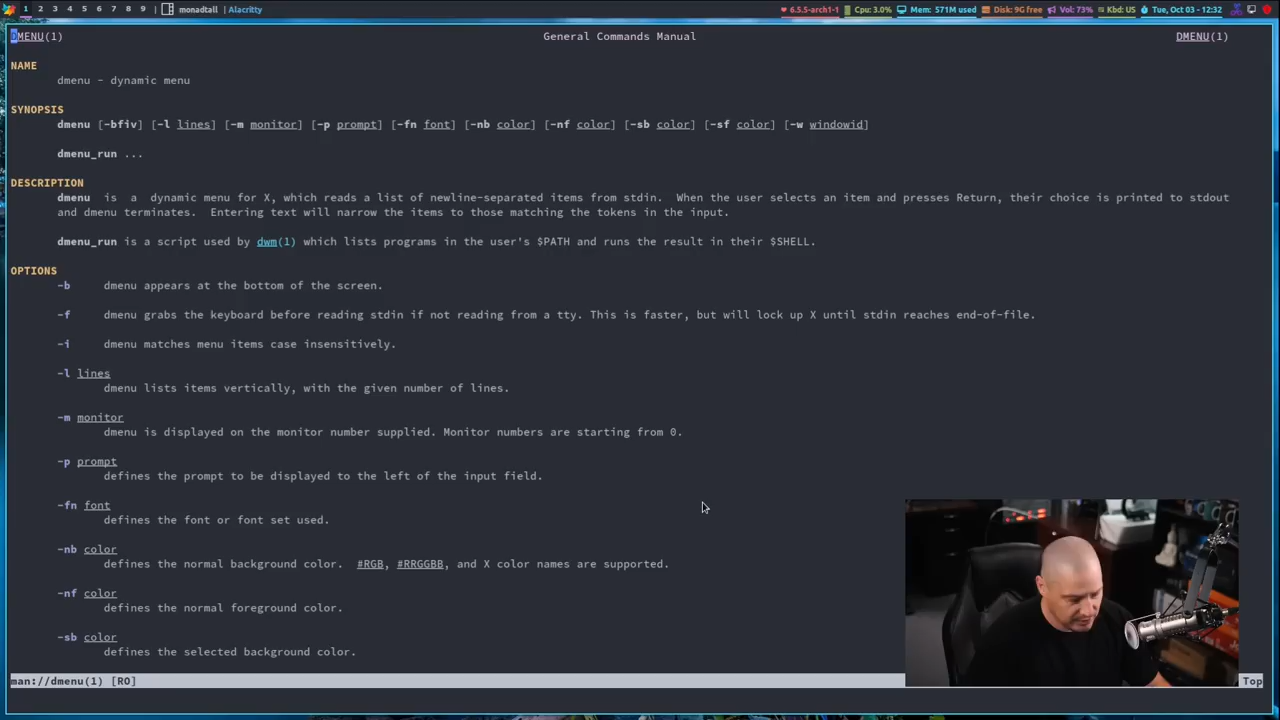 1 2 3 4 5 6 7 8 9 | monadtall | Alacritty
6.5.5-arch1-1 Cpu: 3.0% Mem: 571M used Disk: 9G free Vol: 73% Kbd: US Tue, Oct 03 - 12:32
DMENU(1) General Commands Manual DMENU(1)
NAME
dmenu - dynamic menu
SYNOPSIS
dmenu [-bfiv] [-l lines] [-m monitor] [-p prompt] [-fn font] [-nb color] [-nf color] [-sb color] [-sf color] [-w windowid]
dmenu_run ...
DESCRIPTION
dmenu is a dynamic menu for X, which reads a list of newline-separated items from stdin. When the user selects an item and presses Return, their choice is printed to stdout
and dmenu terminates. Entering text will narrow the items to those matching the tokens in the input.
dmenu_run is a script used by dwm(1) which lists programs in the user's $PATH and runs the result in their $SHELL.
OPTIONS
-b dmenu appears at the bottom of the screen.
-f dmenu grabs the keyboard before reading stdin if not reading from a tty. This is faster, but will lock up X until stdin reaches end-of-file.
-i dmenu matches menu items case insensitively.
-l lines
dmenu lists items vertically, with the given number of lines.
-m monitor
dmenu is displayed on the monitor number supplied. Monitor numbers are starting from 0.
-p prompt
defines the prompt to be displayed to the left of the input field.
-fn font
defines the font or font set used.
-nb color
defines the normal background color. #RGB, #RRGGBB, and X color names are supported.
-nf color
defines the normal foreground color.
-sb color
defines the selected background color.
man://dmenu(1) [RO] Top